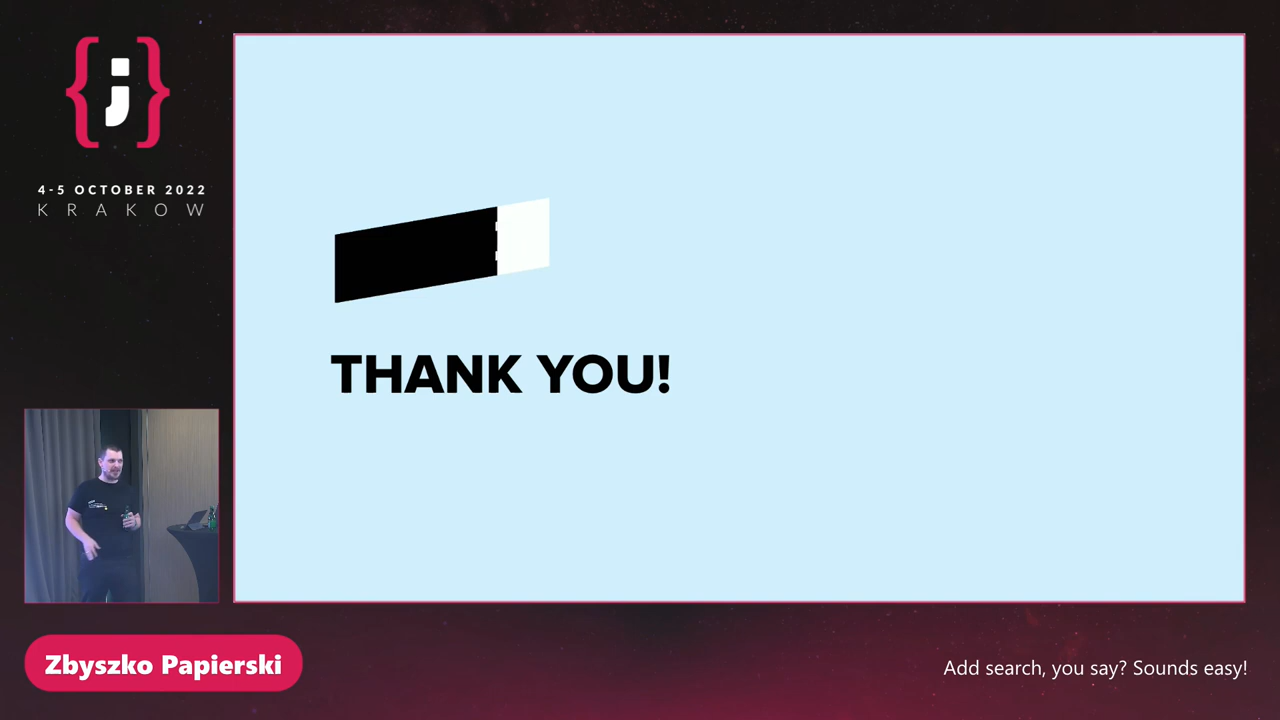 {;}
4-5 OCTOBER 2022
KRAKOW
THANK YOU!
Zbyszko Papierski
Add search, you say? Sounds easy!